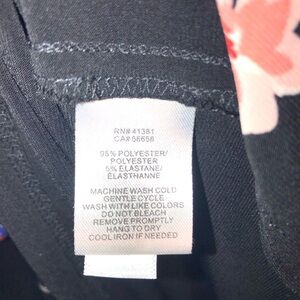 RN# 41381
CA# 56658
95% POLYESTER/
POLYESTER
5% ELASTANE/
ÉLASTHANNE
MACHINE WASH COLD
GENTLE CYCLE
WASH WITH LIKE COLORS
DO NOT BLEACH
REMOVE PROMPTLY
HANG TO DRY
COOL IRON IF NEEDED